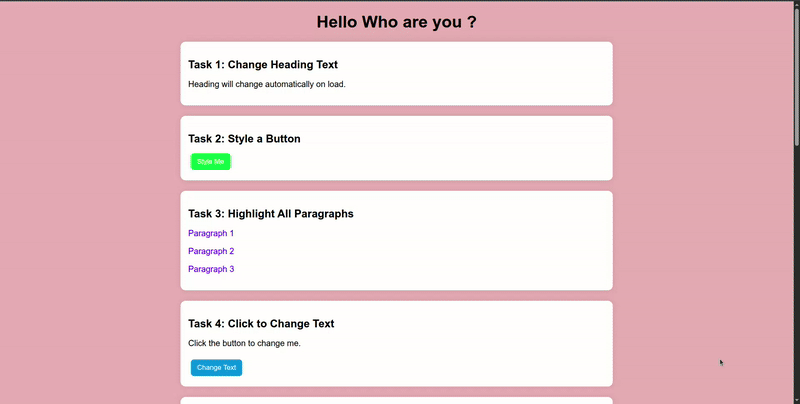 Hello Who are you ?
Task 1: Change Heading Text
Heading will change automatically on load.
Task 2: Style a Button
Style Me
Task 3: Highlight All Paragraphs
Paragraph 1
Paragraph 2
Paragraph 3
Task 4: Click to Change Text
Click the button to change me.
Change Text